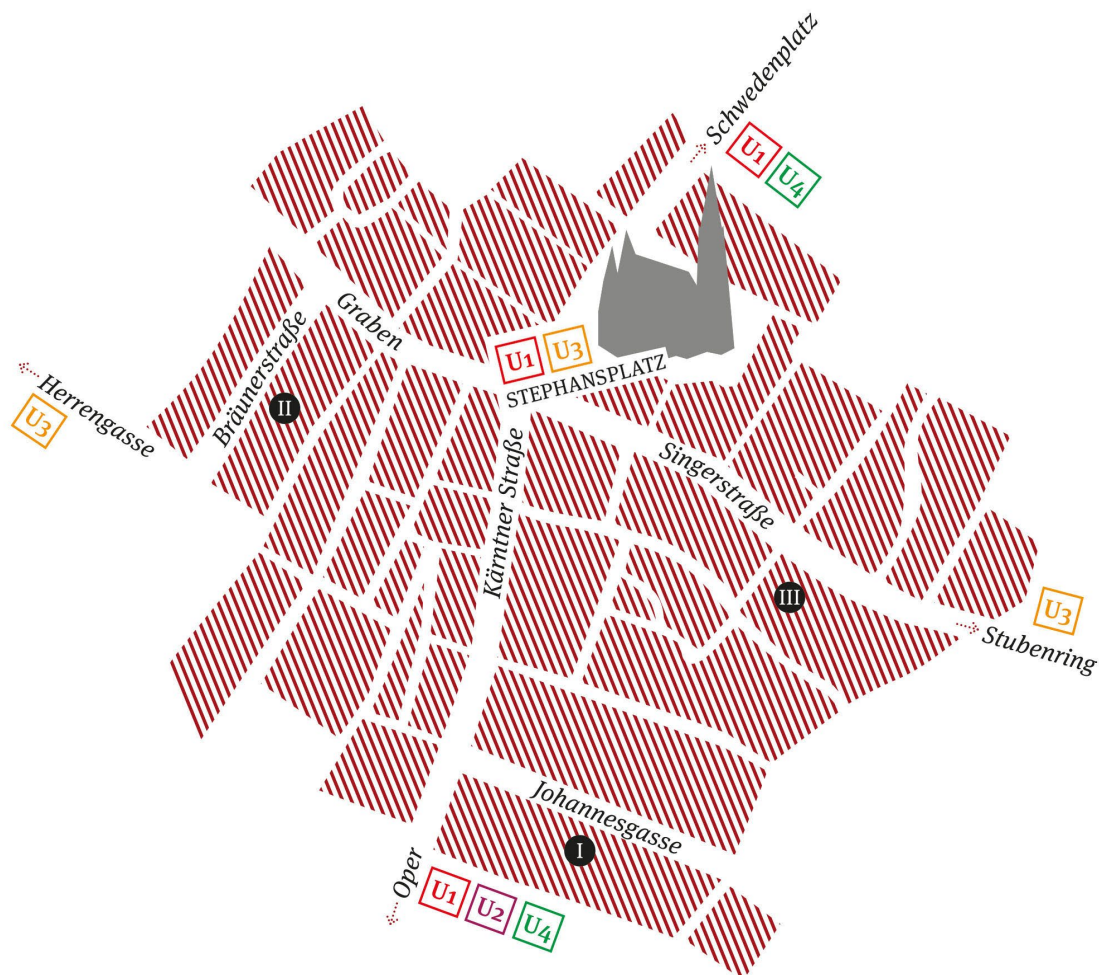 Schwedenplatz
U1
U4
Graben
Bräunerstraße
U1
U3
STEPHANSPLATZ
Herrengasse
U3
II
Kärntner Straße
Singerstraße
III
U3
Stubenring
Johannesgasse
I
Oper
U1
U2
U4